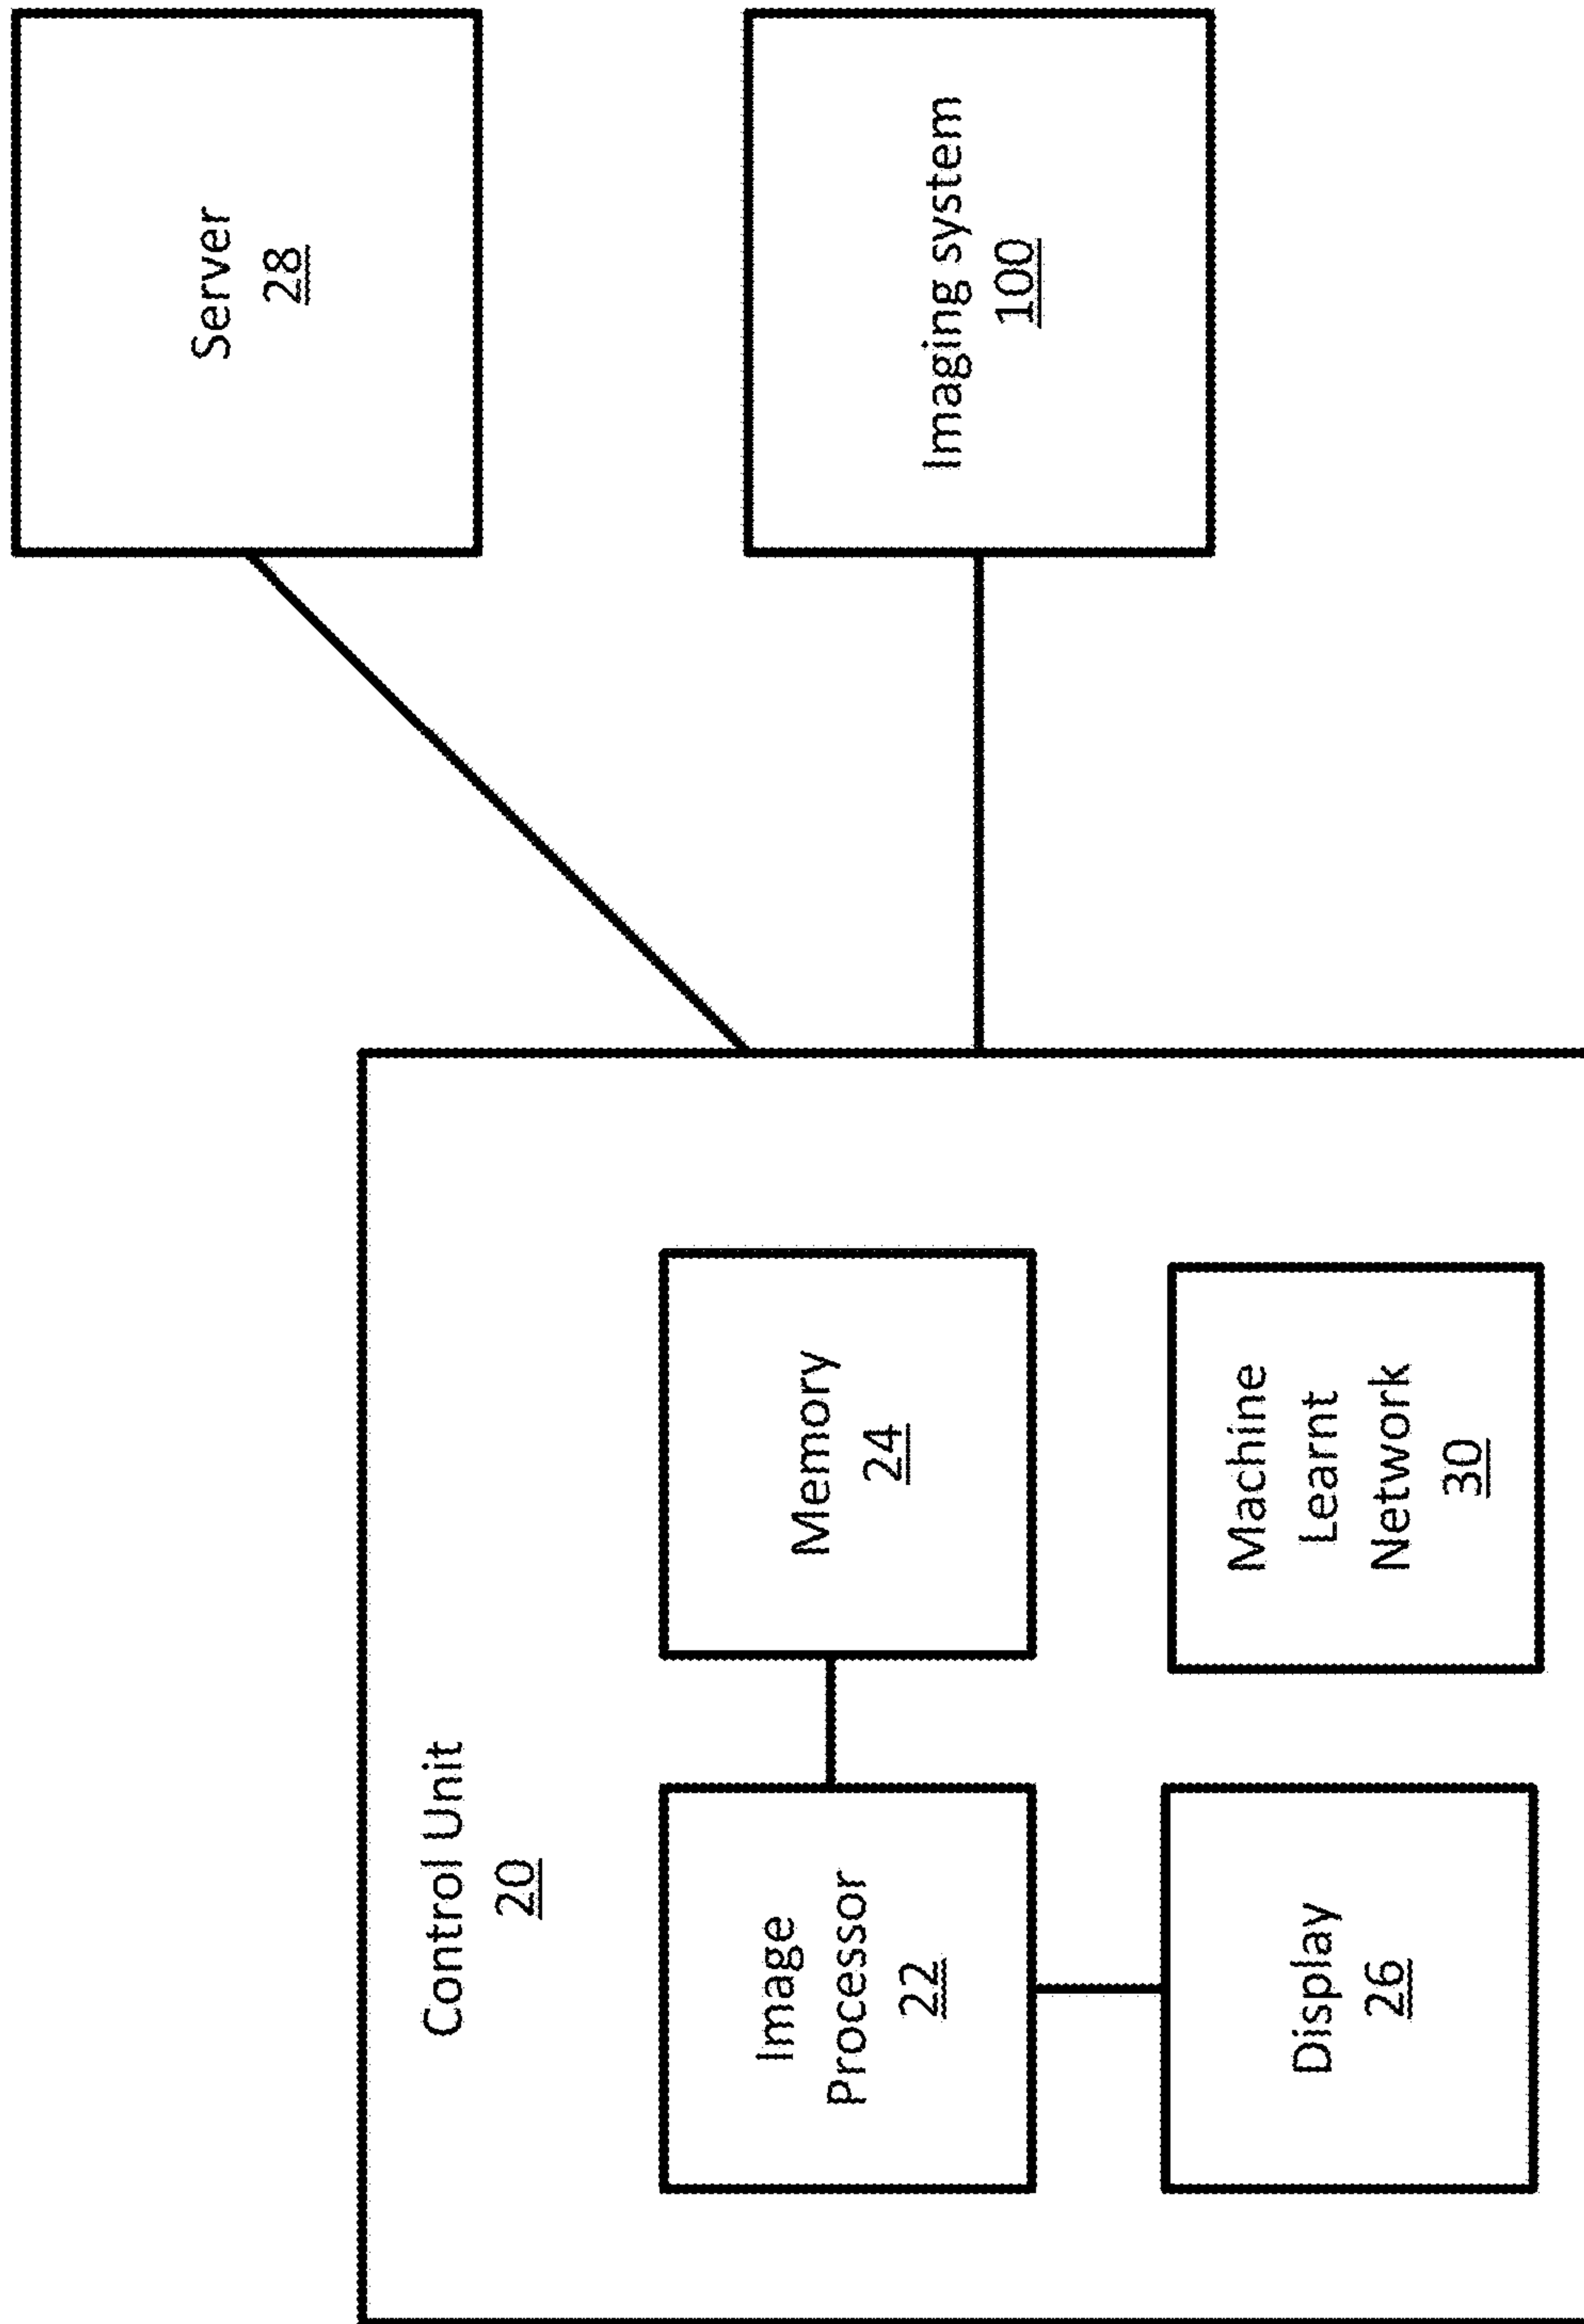 Control Unit
20
Image
Processor
22
Memory
24
Display
26
Machine
Learnt
Network
30
Server
28
Imaging system
100